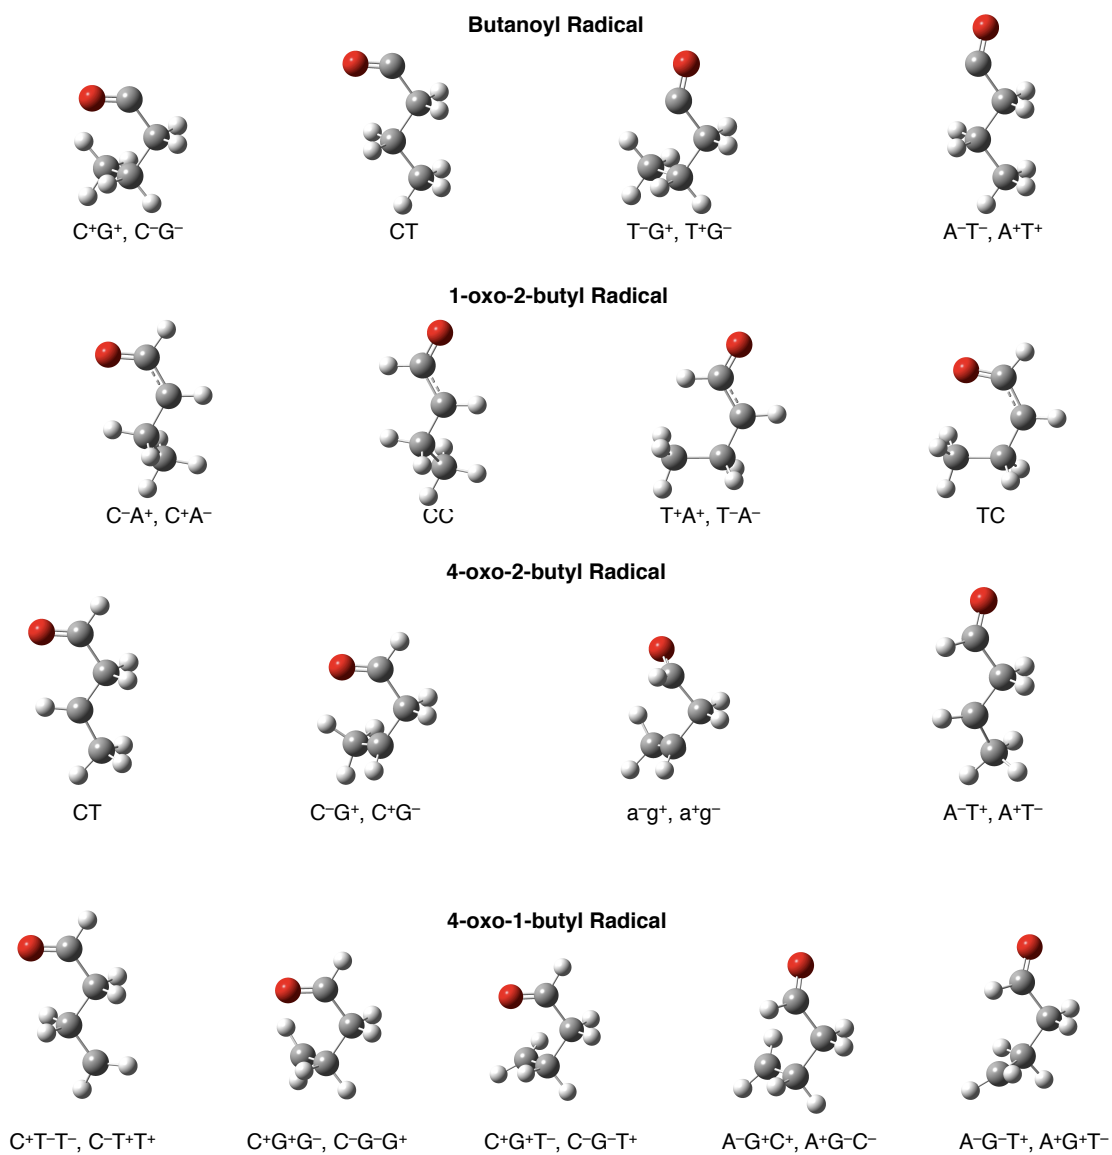 Butanoyl Radical
C⁺G⁺, C⁻G⁻
CT
T⁻G⁺, T⁺G⁻
A⁻T⁻, A⁺T⁺
1-oxo-2-butyl Radical
C⁻A⁺, C⁺A⁻
CC
T⁺A⁺, T⁻A⁻
TC
4-oxo-2-butyl Radical
CT
C⁻G⁺, C⁺G⁻
a⁻g⁺, a⁺g⁻
A⁻T⁺, A⁺T⁻
4-oxo-1-butyl Radical
C⁺T⁻T⁻, C⁻T⁺T⁺
C⁺G⁺G⁻, C⁻G⁻G⁺
C⁺G⁺T⁻, C⁻G⁻T⁺
A⁻G⁺C⁺, A⁺G⁻C⁻
A⁻G⁻T⁺, A⁺G⁺T⁻